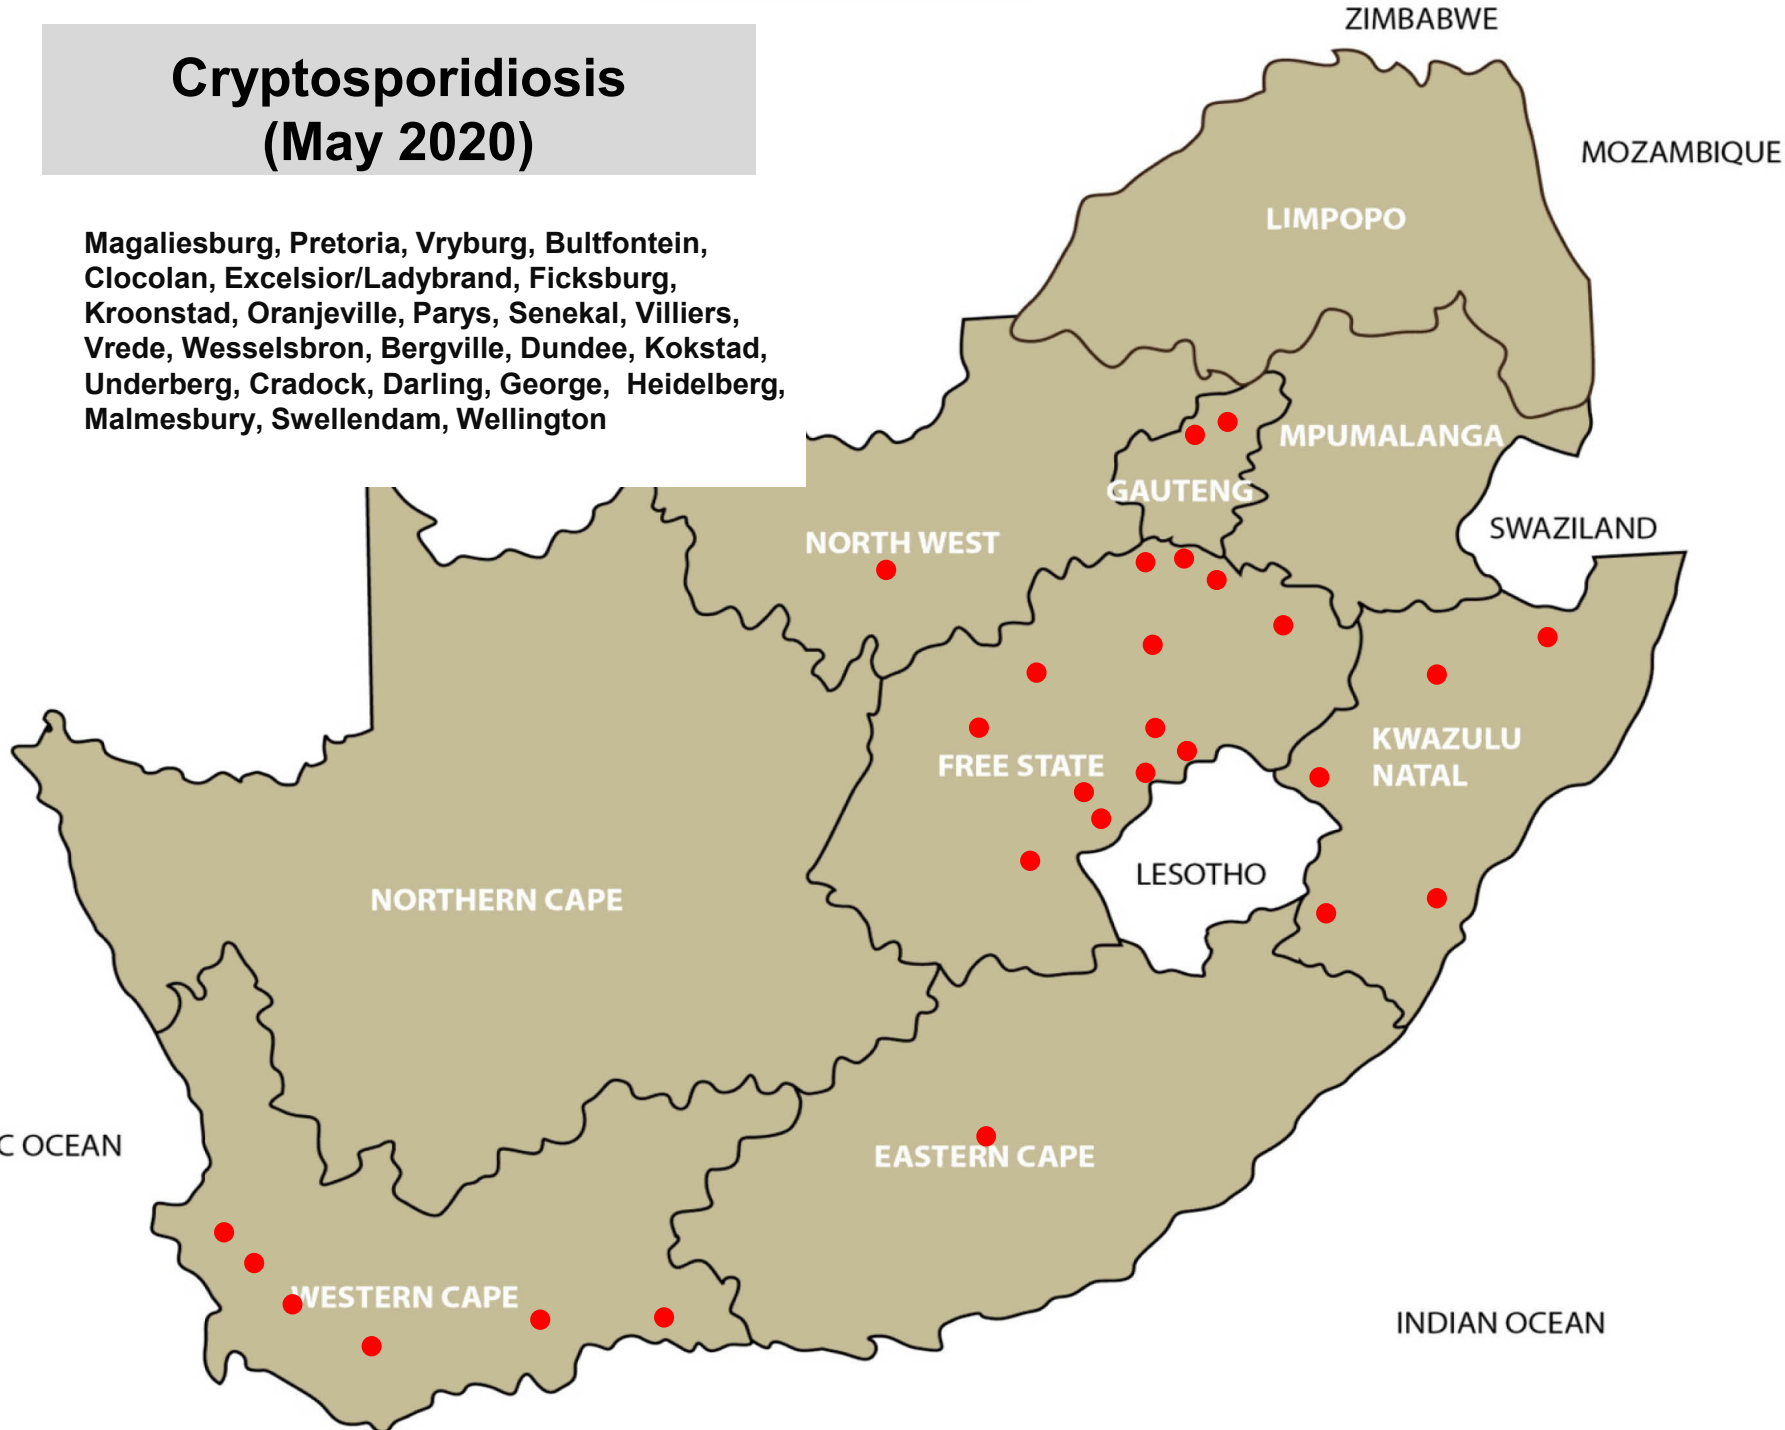 Cryptosporidiosis
(May 2020)
Magaliesburg, Pretoria, Vryburg, Bultfontein,
Clocolan, Excelsior/Ladybrand, Ficksburg,
Kroonstad, Oranjeville, Parys, Senekal, Villiers,
Vrede, Wesselsbron, Bergville, Dundee, Kokstad,
Underberg, Cradock, Darling, George, Heidelberg,
Malmesbury, Swellendam, Wellington
ZIMBABWE
MOZAMBIQUE
LIMPOPO
MPUMALANGA
GAUTENG
SWAZILAND
NORTH WEST
KWAZULU
NATAL
FREE STATE
LESOTHO
NORTHERN CAPE
C OCEAN
EASTERN CAPE
WESTERN CAPE
INDIAN OCEAN